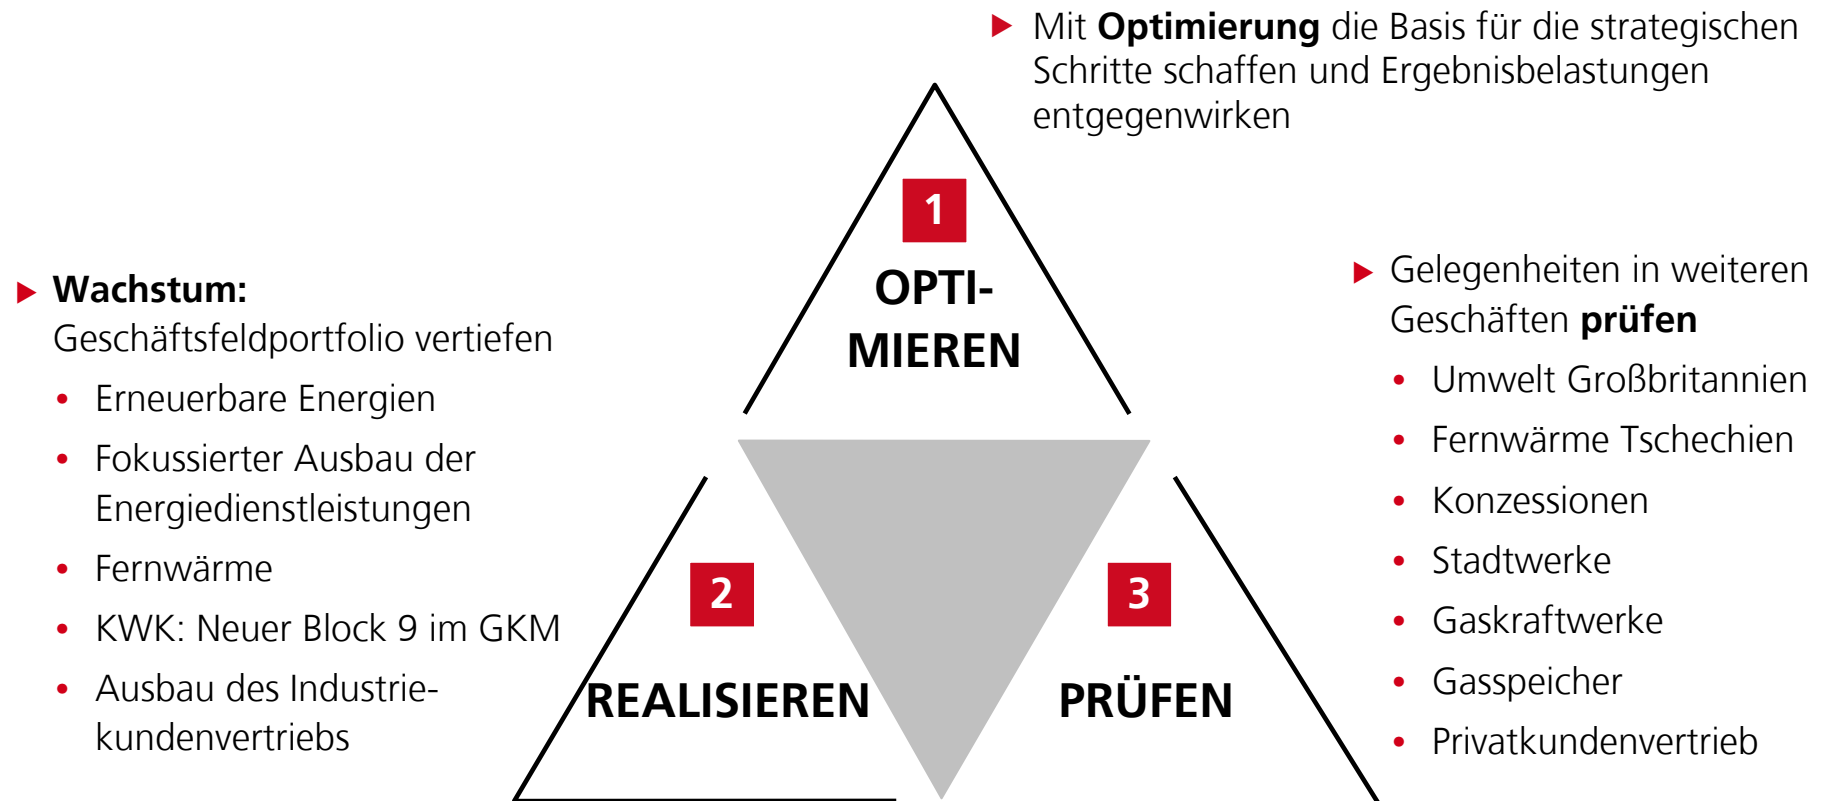 Mit Optimierung die Basis für die strategischen
Schritte schaffen und Ergebnisbelastungen
entgegenwirken
1
OPTI-
MIEREN
Wachstum:
Geschäftsfeldportfolio vertiefen
• Erneuerbare Energien
• Fokussierter Ausbau der
Energiedienstleistungen
• Fernwärme
• KWK: Neuer Block 9 im GKM
• Ausbau des Industrie-
kundenvertriebs
2
REALISIEREN
3
PRÜFEN
Gelegenheiten in weiteren
Geschäften prüfen
• Umwelt Großbritannien
• Fernwärme Tschechien
• Konzessionen
• Stadtwerke
• Gaskraftwerke
• Gasspeicher
• Privatkundenvertrieb